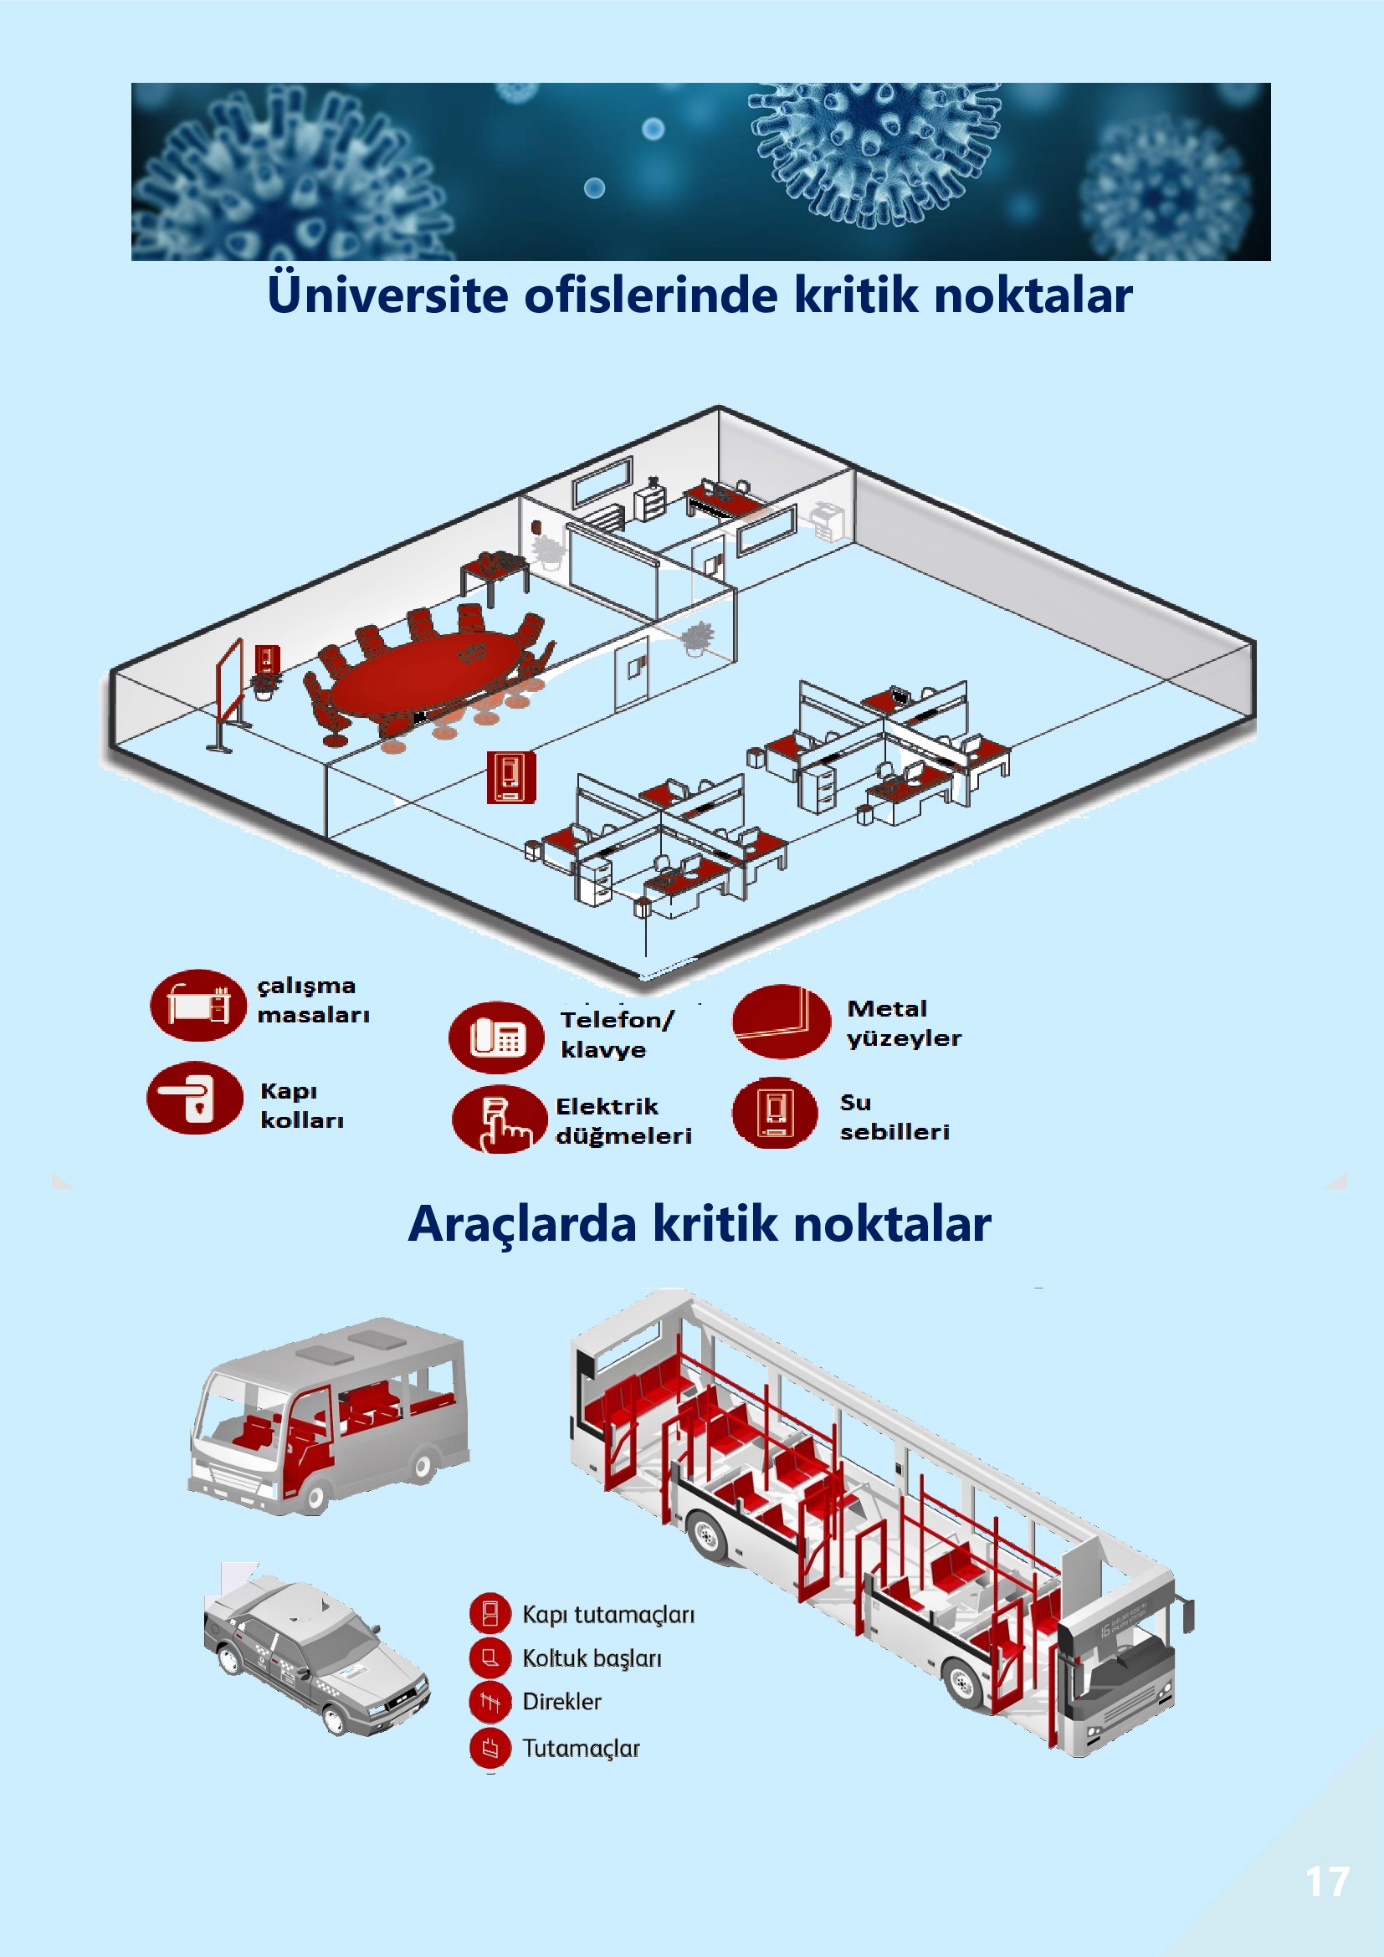 Üniversite ofislerinde kritik noktalar
çalışma
masaları
Telefon/
klavye
Metal
yüzeyler
Kapı
kolları
Elektrik
düğmeleri
Su
sebilleri
Araçlarda kritik noktalar
Kapı tutamaçları
Koltuk başları
Direkler
Tutamaçlar
17